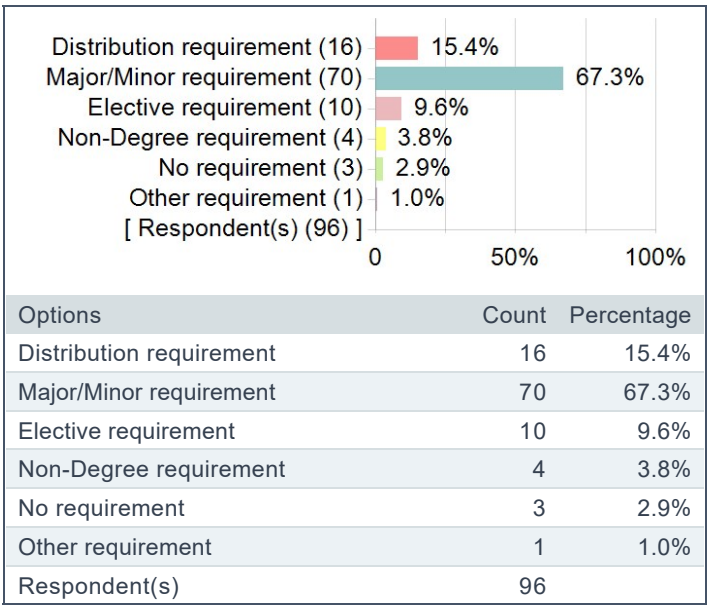 Distribution requirement (16) 15.4%
Major/Minor requirement (70) 67.3%
Elective requirement (10) 9.6%
Non-Degree requirement (4) 3.8%
No requirement (3) 2.9%
Other requirement (1) 1.0%
[ Respondent(s) (96) ]
0 50% 100%
Options Count Percentage
Distribution requirement 16 15.4%
Major/Minor requirement 70 67.3%
Elective requirement 10 9.6%
Non-Degree requirement 4 3.8%
No requirement 3 2.9%
Other requirement 1 1.0%
Respondent(s) 96